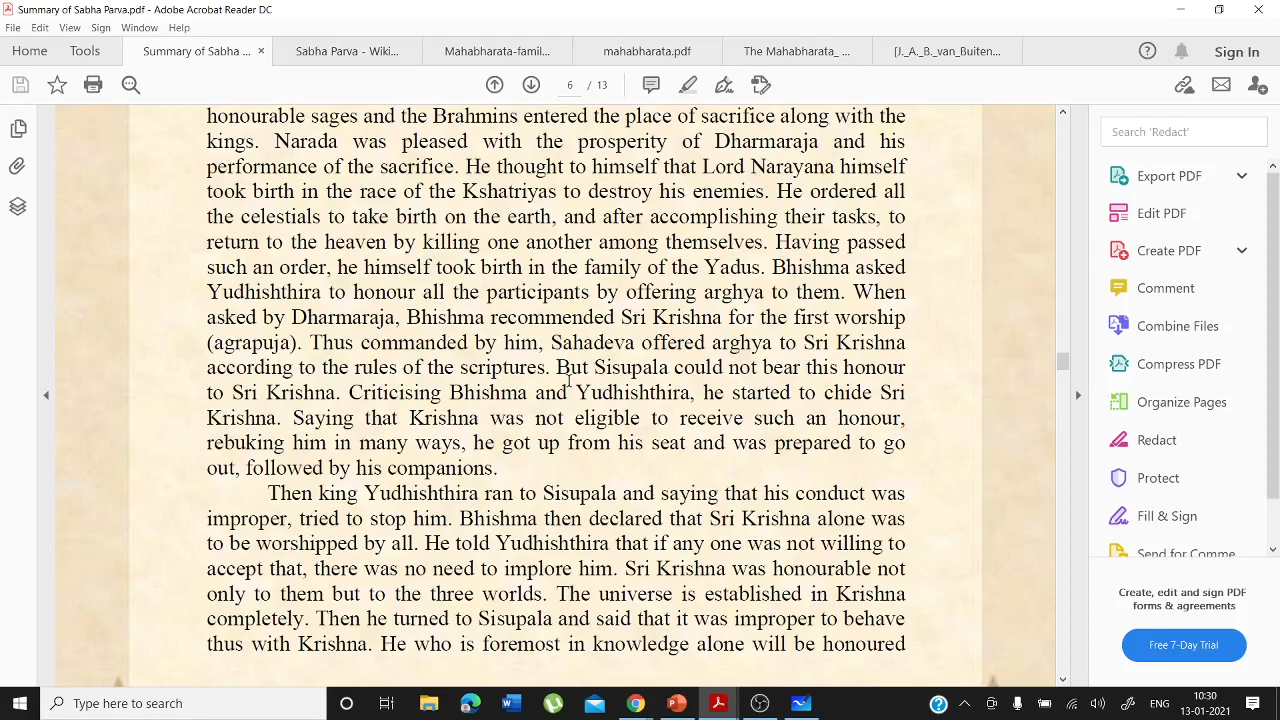 Summary of Sabha Parva.pdf - Adobe Acrobat Reader DC
File Edit View Sign Window Help
Home Tools Summary of Sabha ... × Sabha Parva - Wiki... Mahabharata-famil... mahabharata.pdf The Mahabharata_ ... [J._A._B._van_Buiten... Sign In
6 / 13
honourable sages and the Brahmins entered the place of sacrifice along with the
kings. Narada was pleased with the prosperity of Dharmaraja and his
performance of the sacrifice. He thought to himself that Lord Narayana himself
took birth in the race of the Kshatriyas to destroy his enemies. He ordered all
the celestials to take birth on the earth, and after accomplishing their tasks, to
return to the heaven by killing one another among themselves. Having passed
such an order, he himself took birth in the family of the Yadus. Bhishma asked
Yudhishthira to honour all the participants by offering arghya to them. When
asked by Dharmaraja, Bhishma recommended Sri Krishna for the first worship
(agrapuja). Thus commanded by him, Sahadeva offered arghya to Sri Krishna
according to the rules of the scriptures. But Sisupala could not bear this honour
to Sri Krishna. Criticising Bhishma and Yudhishthira, he started to chide Sri
Krishna. Saying that Krishna was not eligible to receive such an honour,
rebuking him in many ways, he got up from his seat and was prepared to go
out, followed by his companions.
Then king Yudhishthira ran to Sisupala and saying that his conduct was
improper, tried to stop him. Bhishma then declared that Sri Krishna alone was
to be worshipped by all. He told Yudhishthira that if any one was not willing to
accept that, there was no need to implore him. Sri Krishna was honourable not
only to them but to the three worlds. The universe is established in Krishna
completely. Then he turned to Sisupala and said that it was improper to behave
thus with Krishna. He who is foremost in knowledge alone will be honoured
Search 'Redact'
Export PDF
Edit PDF
Create PDF
Comment
Combine Files
Compress PDF
Organize Pages
Redact
Protect
Fill & Sign
Send for Comme
Create, edit and sign PDF
forms & agreements
Free 7-Day Trial
Type here to search
ENG
10:30
13-01-2021